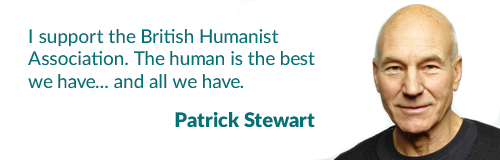 I support the British Humanist
Association. The human is the best
we have... and all we have.
Patrick Stewart